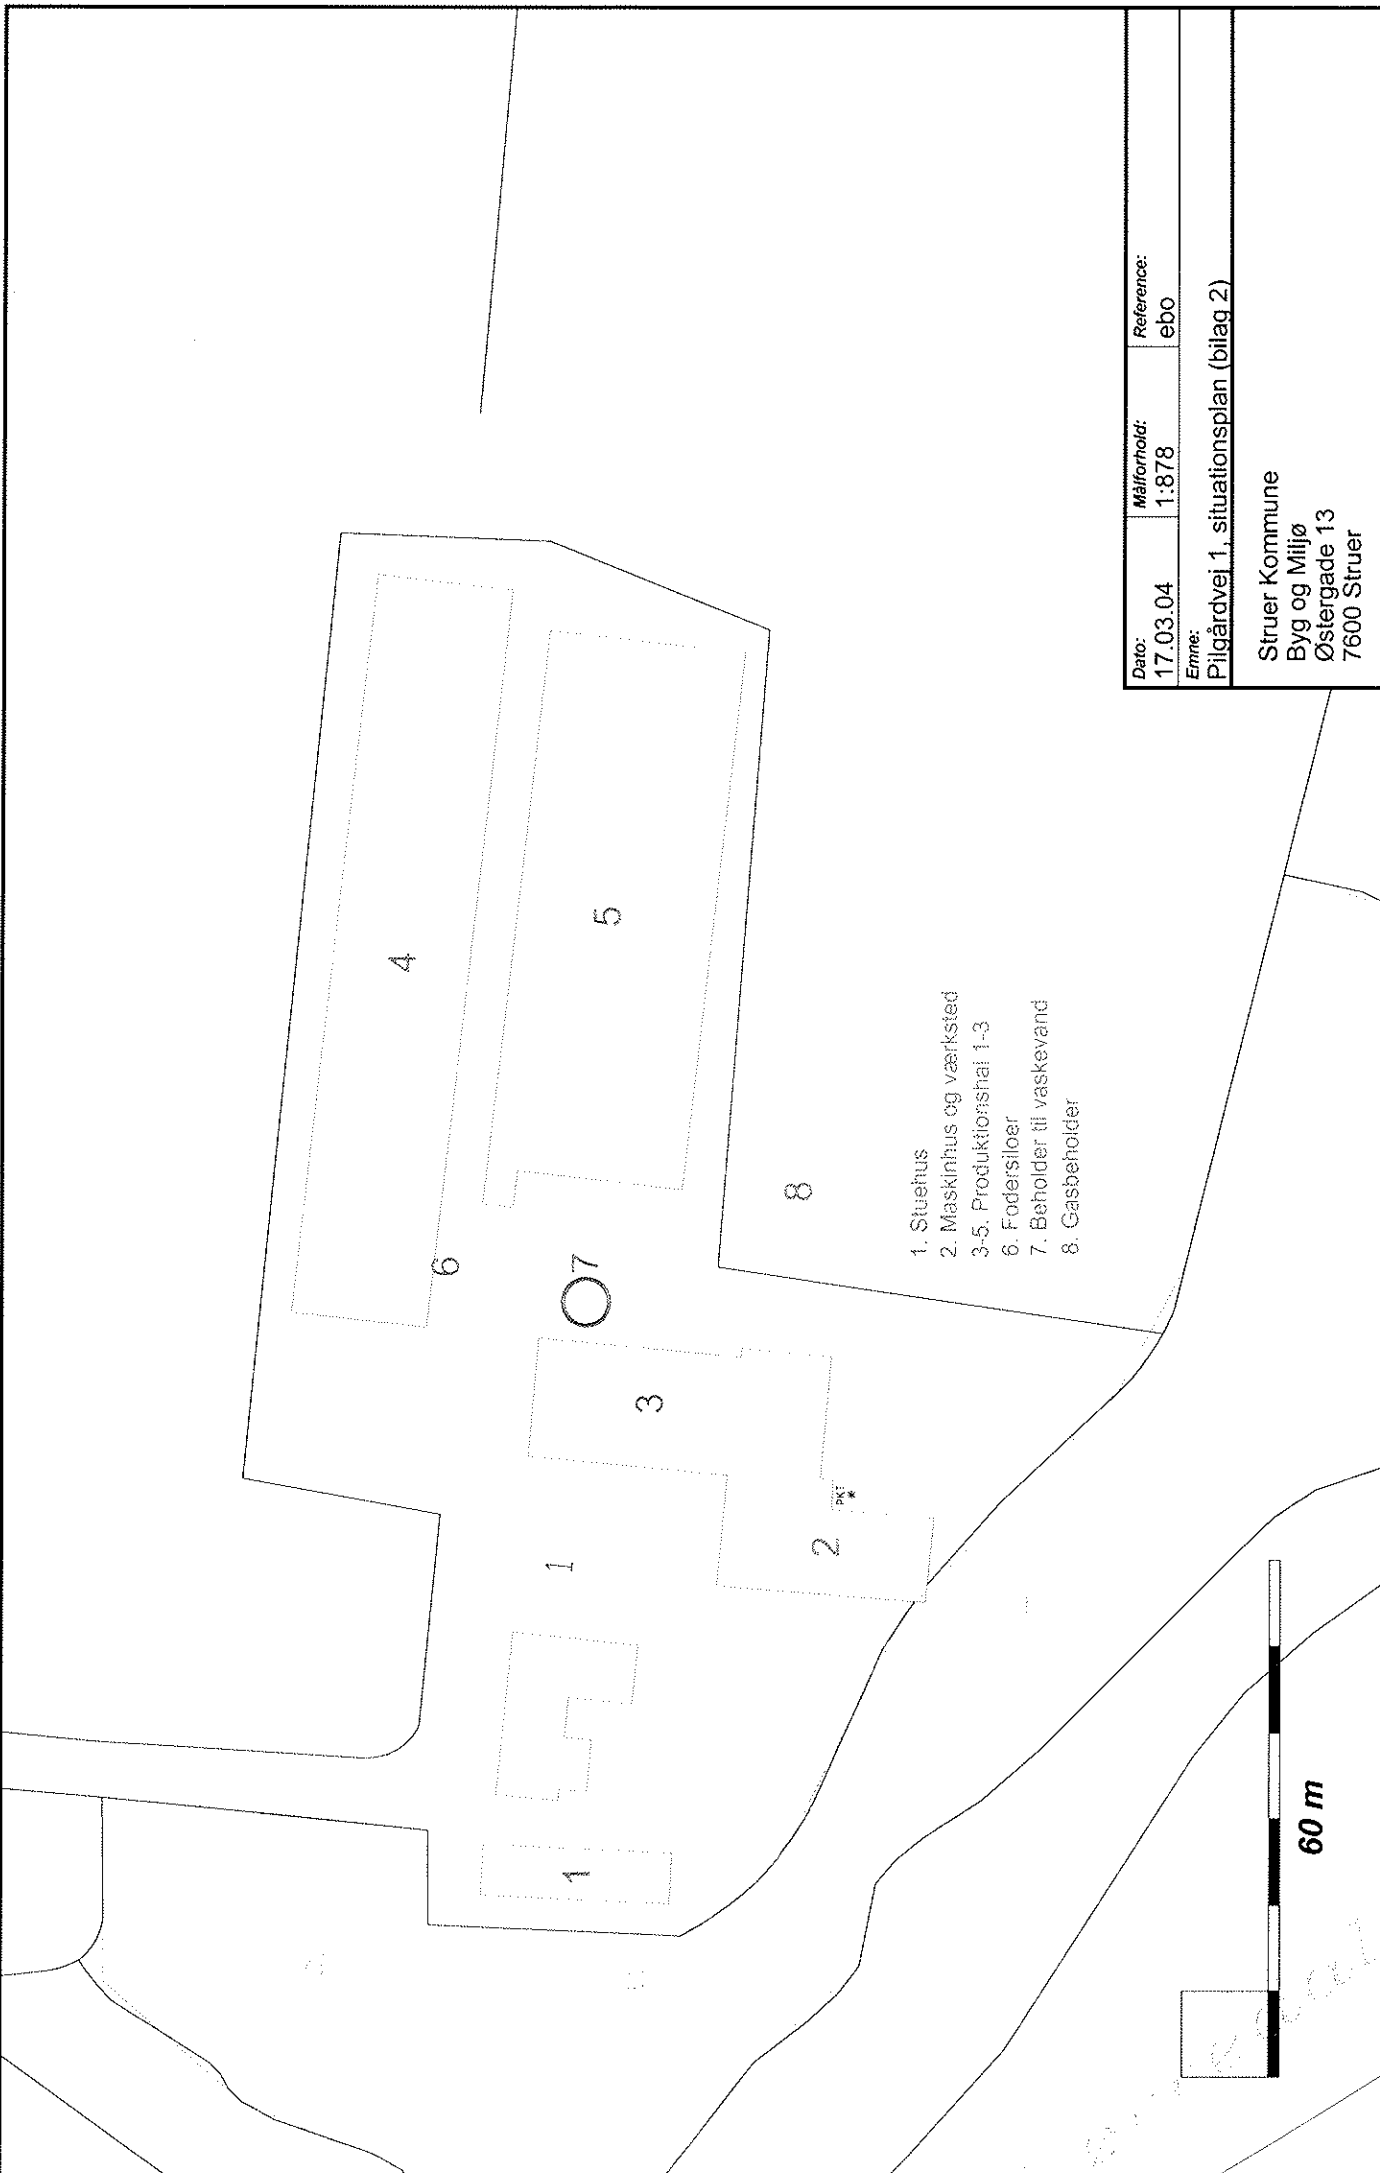 4
5
6
7
8
3
1
2
PKT
*
1
1. Stuehus
2. Maskinhus og værksted
3-5. Produktionshal 1-3
6. Fodersiloer
7. Beholder til vaskevand
8. Gasbeholder
60 m
Dato: Målforhold: Reference:
17.03.04 1:878 ebo
Emne:
Pilgårdvej 1, situationsplan (bilag 2)
Struer Kommune
Byg og Miljø
Østergade 13
7600 Struer